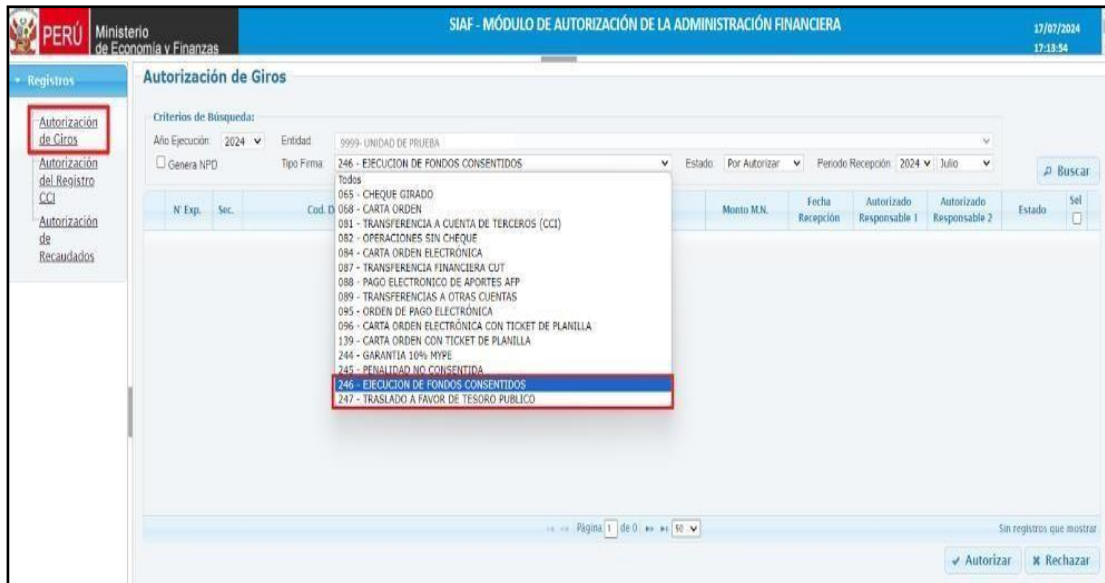 PERÚ
Ministerio
de Economía y Finanzas
SIAF - MÓDULO DE AUTORIZACIÓN DE LA ADMINISTRACIÓN FINANCIERA
17/07/2024
17:13:54
Registros
Autorización
de Giros
Autorización
del Registro
CCI
Autorización
de
Recaudados
Autorización de Giros
Criterios de Búsqueda:
Año Ejecución: 2024 Entidad 9999- UNIDAD DE PRUEBA
Genera NPD Tipo Firma: 246 - EJECUCION DE FONDOS CONSENTIDOS Estado: Por Autorizar Periodo Recepción: 2024 Julio
Buscar
N° Exp. Sec. Cod. D Monto M.N. Fecha Recepción Autorizado Responsable 1 Autorizado Responsable 2 Estado Sel
Todos
065 - CHEQUE GIRADO
068 - CARTA ORDEN
081 - TRANSFERENCIA A CUENTA DE TERCEROS (CCI)
082 - OPERACIONES SIN CHEQUE
084 - CARTA ORDEN ELECTRÓNICA
087 - TRANSFERENCIA FINANCIERA CUT
088 - PAGO ELECTRONICO DE APORTES AFP
089 - TRANSFERENCIAS A OTRAS CUENTAS
095 - ORDEN DE PAGO ELECTRÓNICA
096 - CARTA ORDEN ELECTRÓNICA CON TICKET DE PLANILLA
139 - CARTA ORDEN CON TICKET DE PLANILLA
244 - GARANTIA 10% MYPE
245 - PENALIDAD NO CONSENTIDA
246 - EJECUCION DE FONDOS CONSENTIDOS
247 - TRASLADO A FAVOR DE TESORO PUBLICO
Página 1 de 0 50
Sin registros que mostrar
Autorizar Rechazar